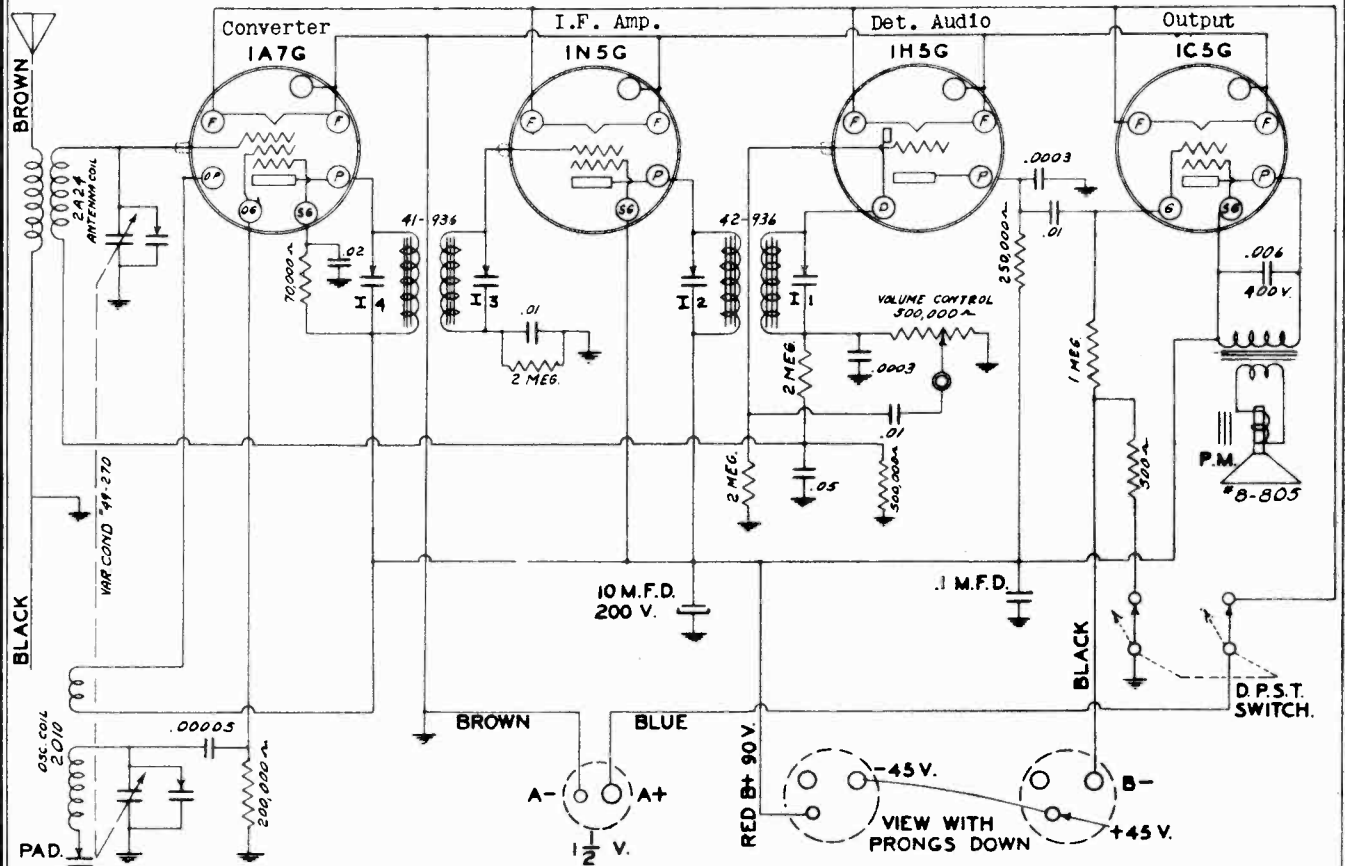 Converter
1A7G
I.F. Amp.
1N5G
Det. Audio
1H5G
Output
1C5G
BROWN
2A24
ANTENNA COIL
F
F
OP
P
OG
SG
F
F
P
SG
F
F
P
D
F
F
G
SG
P
70,000 Ω
.02
I 4
41-936
I 3
.01
2 MEG.
I 2
42-936
I 1
2 MEG.
.0003
VOLUME CONTROL
500,000 Ω
.01
2 MEG.
.05
500,000 Ω
.0003
.01
250,000 Ω
1 MEG.
.006
400 V.
500 Ω
P.M.
#8-805
VAR COND #49-270
BLACK
10 M.F.D.
200 V.
.1 M.F.D.
BLACK
D.P.S.T.
SWITCH.
OSC. COIL
2010
.00005
200,000 Ω
PAD.
BROWN
BLUE
A-
A+
1 1/2 V.
RED B+ 90 V.
-45 V.
B-
+45 V.
VIEW WITH
PRONGS DOWN